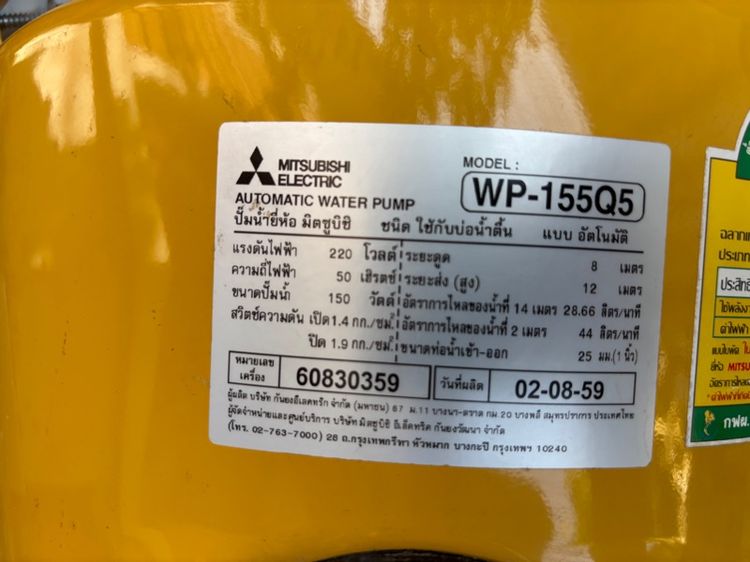 MITSUBISHI
ELECTRIC
MODEL :
WP-155Q5
AUTOMATIC WATER PUMP
ปั๊มน้ำยี่ห้อ มิตซูบิชิ ชนิด ใช้กับบ่อน้ำตื้น แบบ อัตโนมัติ
แรงดันไฟฟ้า 220 โวลต์ ระยะดูด 8 เมตร
ความถี่ไฟฟ้า 50 เฮิรตซ์ ระยะส่ง (สูง) 12 เมตร
ขนาดปั๊มน้ำ 150 วัตต์ อัตราการไหลของน้ำที่ 14 เมตร 28.66 ลิตร/นาที
สวิตช์ความดัน เปิด 1.4 กก./ซม.² อัตราการไหลของน้ำที่ 2 เมตร 44 ลิตร/นาที
ปิด 1.9 กก./ซม.² ขนาดท่อน้ำเข้า-ออก 25 มม.(1 นิ้ว)
หมายเลขเครื่อง 60830359 วันที่ผลิต 02-08-59
ผู้ผลิต บริษัท กันยงอีเลคทริก จำกัด (มหาชน) 67 ม.11 บางนา-ตราด กม.20 บางพลี สมุทรปราการ ประเทศไทย
ผู้จัดจำหน่ายและศูนย์บริการ บริษัท มิตซูบิชิ อีเล็คทริค กันยงวัฒนา จำกัด
(โทร. 02-763-7000) 28 ถ.กรุงเทพกรีฑา หัวหมาก บางกะปิ กรุงเทพฯ 10240
กฟผ.